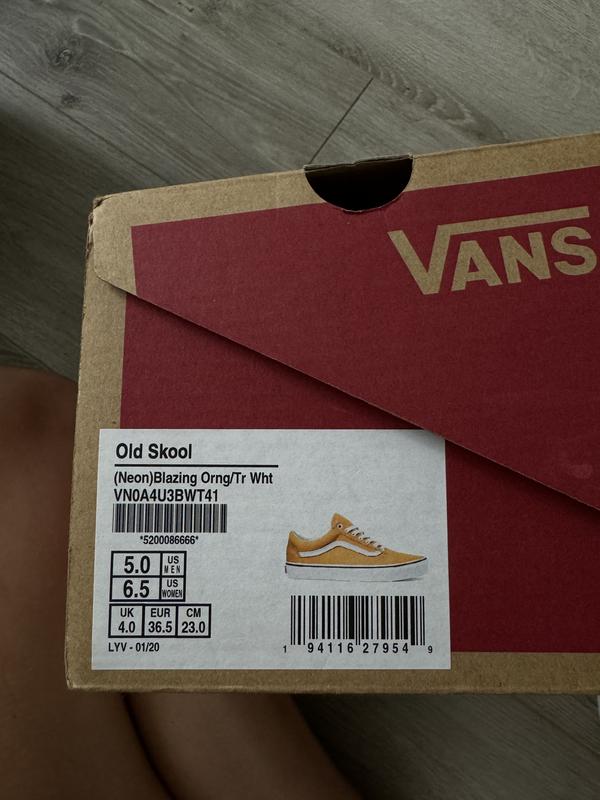 VANS
Old Skool
(Neon)Blazing Orng/Tr Wht
VN0A4U3BWT41
*5200086666*
5.0 US MEN
6.5 US WOMEN
UK EUR CM
4.0 36.5 23.0
LYV - 01/20
1 94116 27954 9